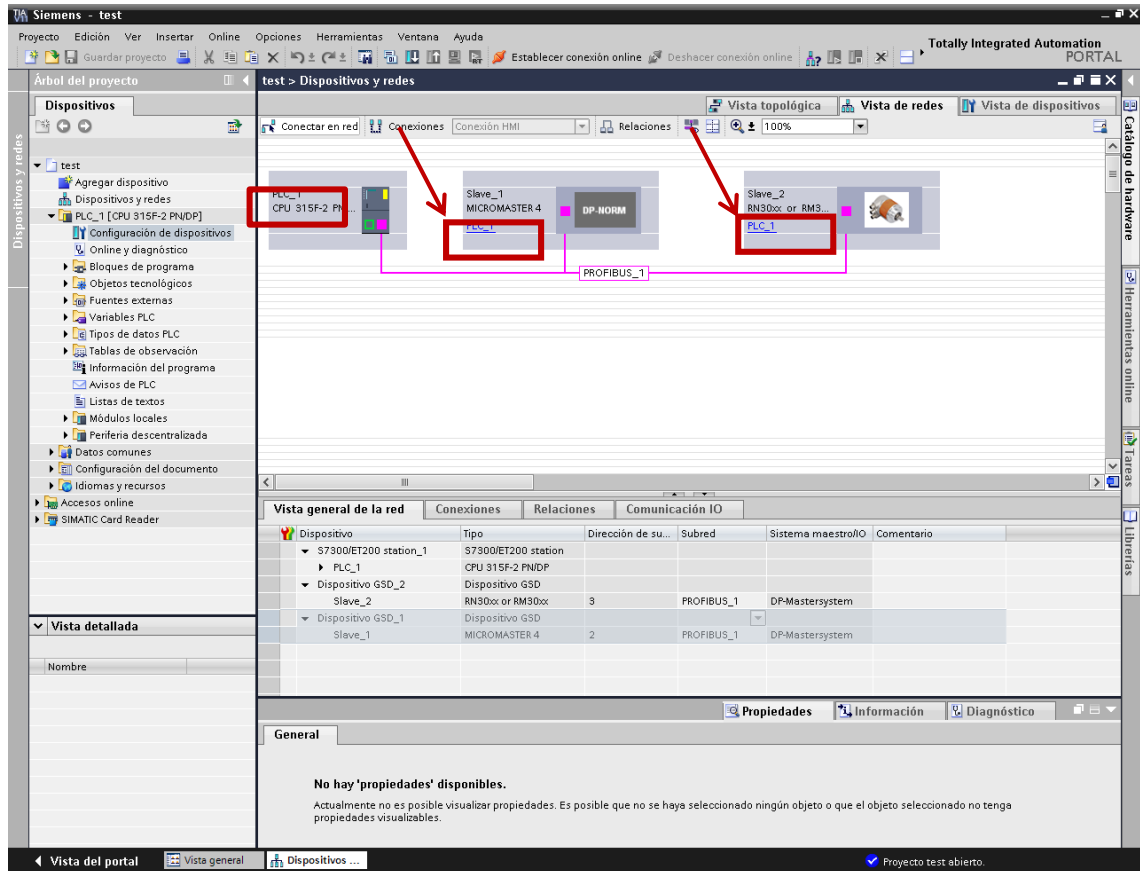 Siemens - test
Proyecto Edición Ver Insertar Online Opciones Herramientas Ventana Ayuda
Totally Integrated Automation
PORTAL
Guardar proyecto Establecer conexión online Deshacer conexión online
Árbol del proyecto
test > Dispositivos y redes
Dispositivos
Vista topológica Vista de redes Vista de dispositivos
Conectar en red Conexiones Conexión HMI Relaciones 100%
Dispositivos y redes
test
Agregar dispositivo
Dispositivos y redes
PLC_1 [CPU 315F-2 PN/DP]
Configuración de dispositivos
Online y diagnóstico
Bloques de programa
Objetos tecnológicos
Fuentes externas
Variables PLC
Tipos de datos PLC
Tablas de observación
Información del programa
Avisos de PLC
Listas de textos
Módulos locales
Periferia descentralizada
Datos comunes
Configuración del documento
Idiomas y recursos
Accesos online
SIMATIC Card Reader
PLC_1
CPU 315F-2 PN...
Slave_1
MICROMASTER 4
PLC_1
DP-NORM
Slave_2
RN30xx or RM3...
PLC_1
PROFIBUS_1
Catálogo de hardware
Herramientas online
Tareas
Librerías
Vista general de la red Conexiones Relaciones Comunicación IO
Dispositivo Tipo Dirección de su... Subred Sistema maestro/IO Comentario
S7300/ET200 station_1 S7300/ET200 station
PLC_1 CPU 315F-2 PN/DP
Dispositivo GSD_2 Dispositivo GSD
Slave_2 RN30xx or RM30xx 3 PROFIBUS_1 DP-Mastersystem
Dispositivo GSD_1 Dispositivo GSD
Slave_1 MICROMASTER 4 2 PROFIBUS_1 DP-Mastersystem
Vista detallada
Nombre
Propiedades Información Diagnóstico
General
No hay 'propiedades' disponibles.
Actualmente no es posible visualizar propiedades. Es posible que no se haya seleccionado ningún objeto o que el objeto seleccionado no tenga
propiedades visualizables.
Vista del portal Vista general Dispositivos ... Proyecto test abierto.